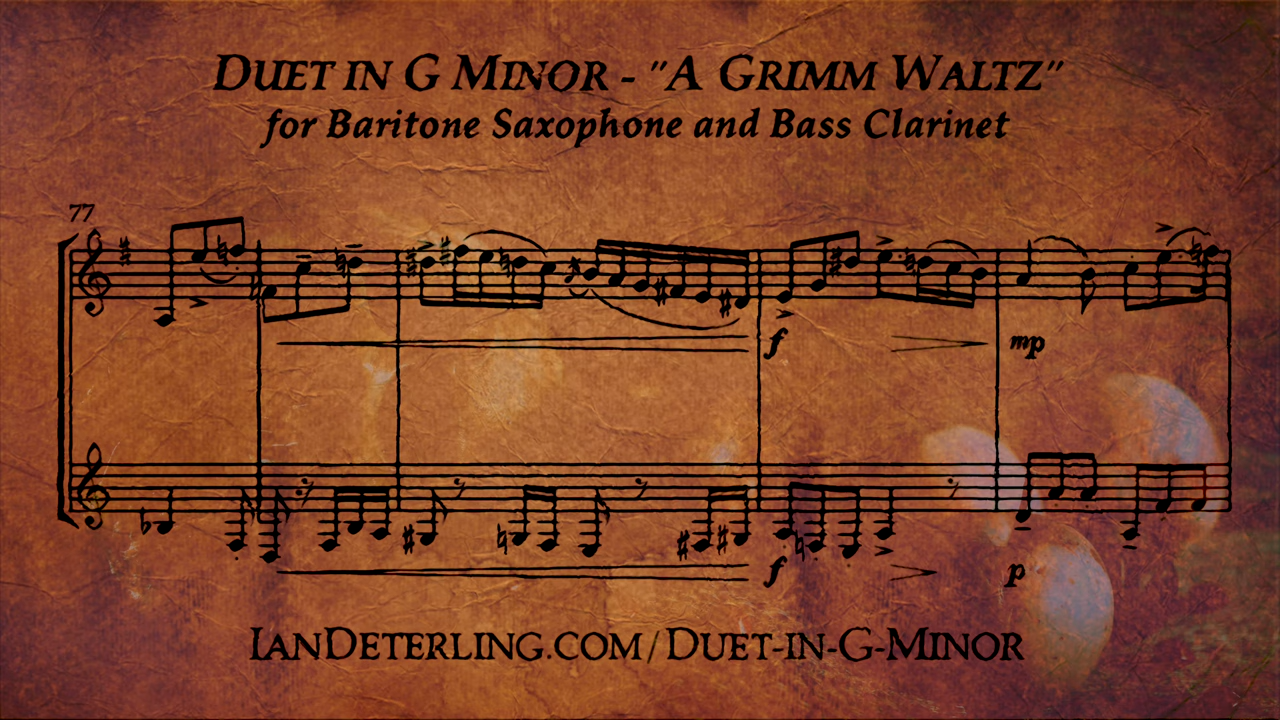 Duet in G Minor - "A Grimm Waltz"
for Baritone Saxophone and Bass Clarinet
77
f
mp
f
p
IanDeterling.com/Duet-in-G-Minor